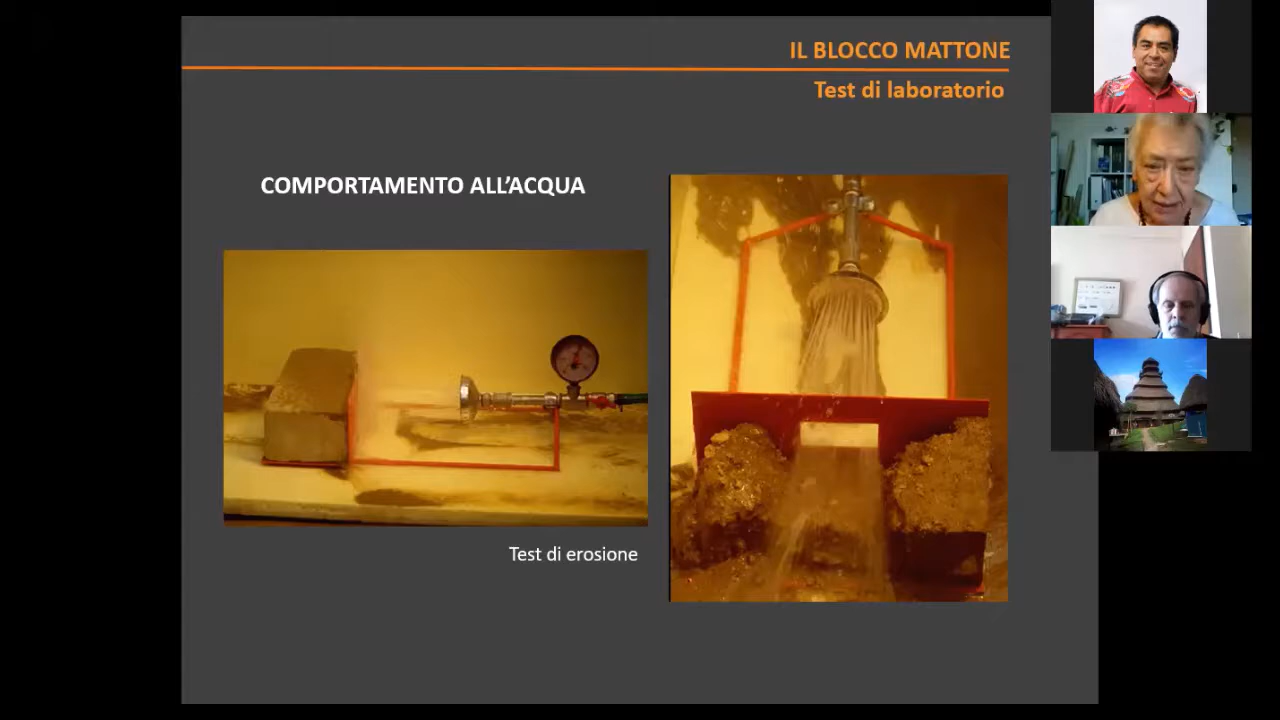 IL BLOCCO MATTONE
Test di laboratorio
COMPORTAMENTO ALL'ACQUA
Test di erosione